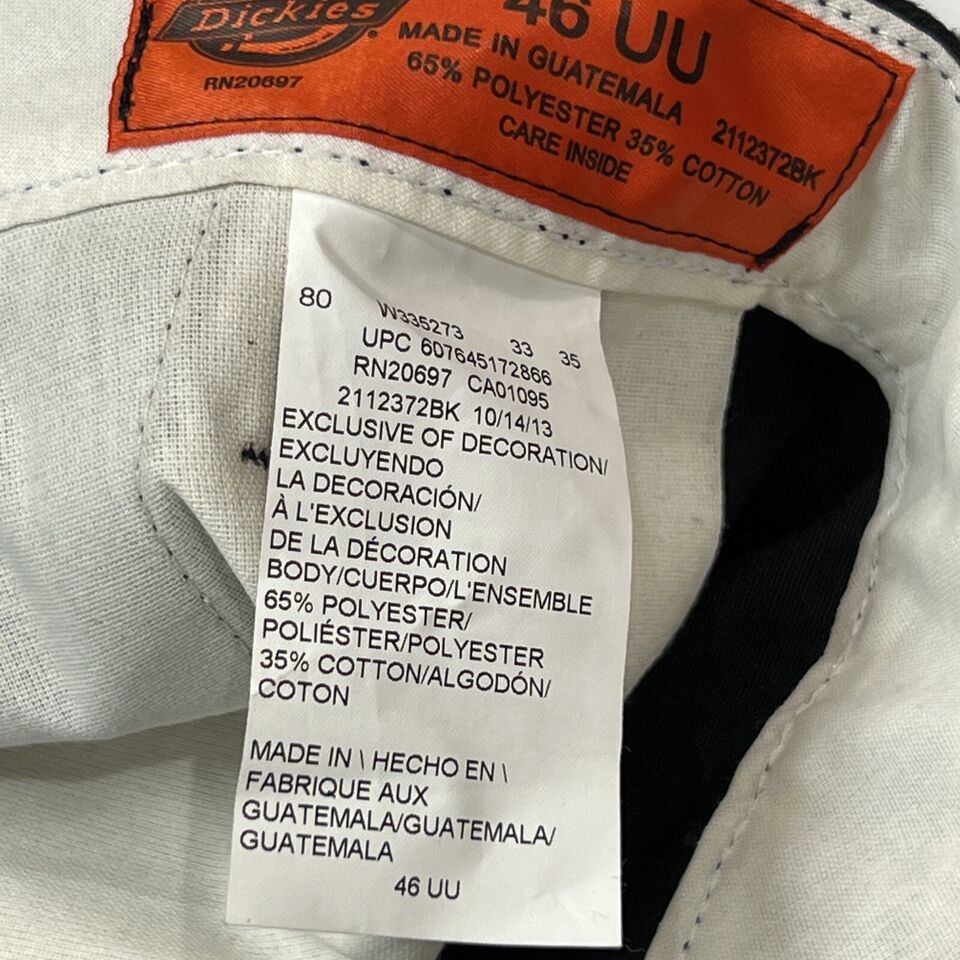 Dickies
®
RN20697
46 UU
MADE IN GUATEMALA
65% POLYESTER 35% COTTON
2112372BK
CARE INSIDE
80 W335273 33 35
UPC 607645172866
RN20697 CA01095
2112372BK 10/14/13
EXCLUSIVE OF DECORATION/
EXCLUYENDO
LA DECORACIÓN/
À L'EXCLUSION
DE LA DÉCORATION
BODY/CUERPO/L'ENSEMBLE
65% POLYESTER/
POLIÉSTER/POLYESTER
35% COTTON/ALGODÓN/
COTON
MADE IN \ HECHO EN \
FABRIQUE AUX
GUATEMALA/GUATEMALA/
GUATEMALA
46 UU